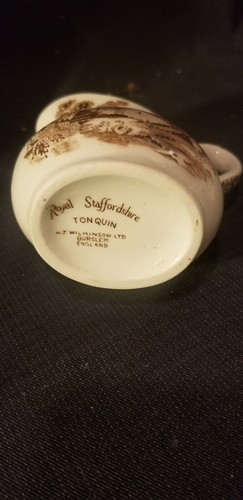 Royal Staffordshire
TONQUIN
A.J WILKINSON LTD
BURSLEM
ENGLAND